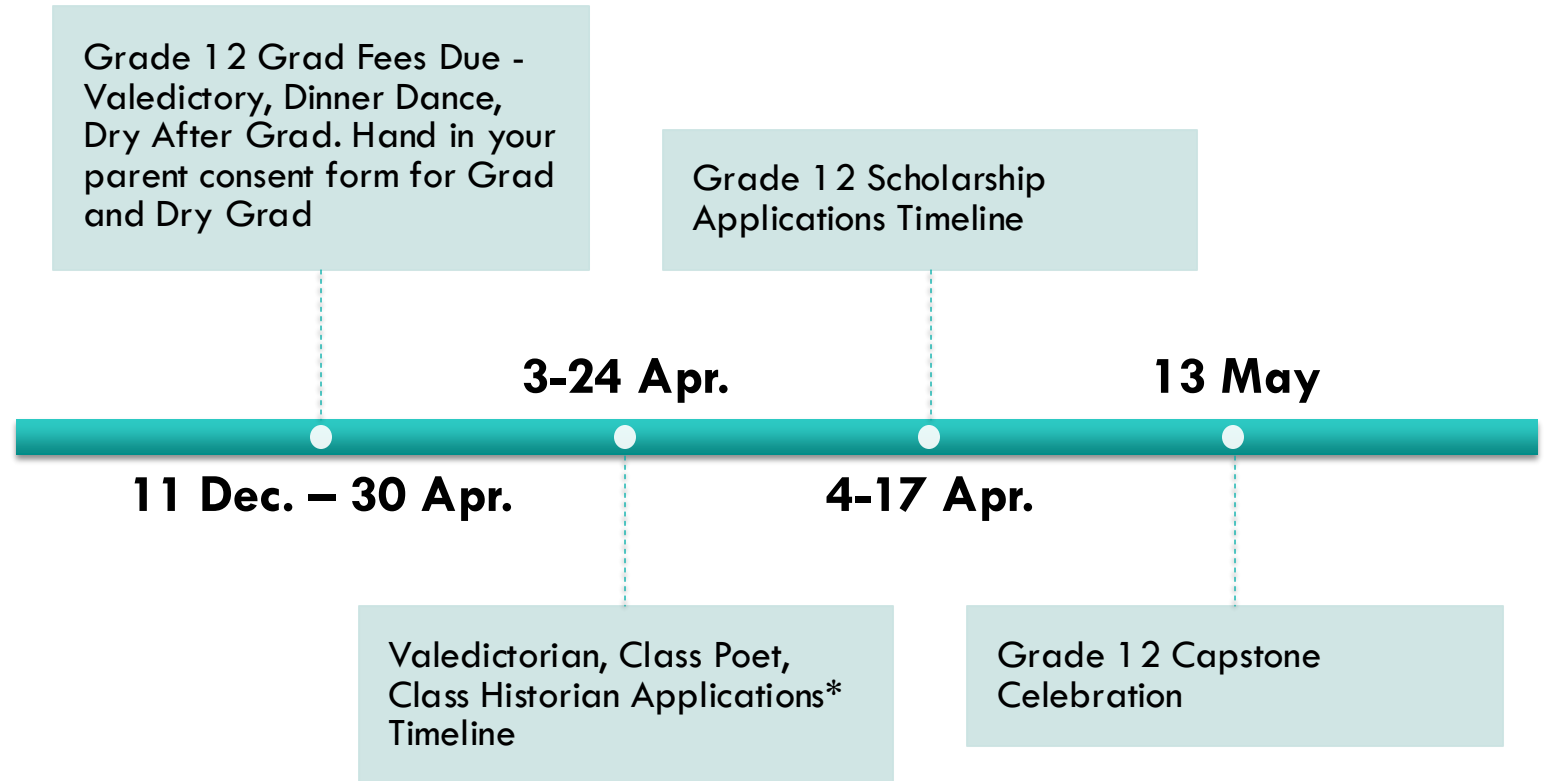 Grade 12 Grad Fees Due -
Valedictory, Dinner Dance,
Dry After Grad. Hand in your
parent consent form for Grad
and Dry Grad
Grade 12 Scholarship
Applications Timeline
3-24 Apr.
13 May
11 Dec. – 30 Apr.
4-17 Apr.
Valedictorian, Class Poet,
Class Historian Applications*
Timeline
Grade 12 Capstone
Celebration